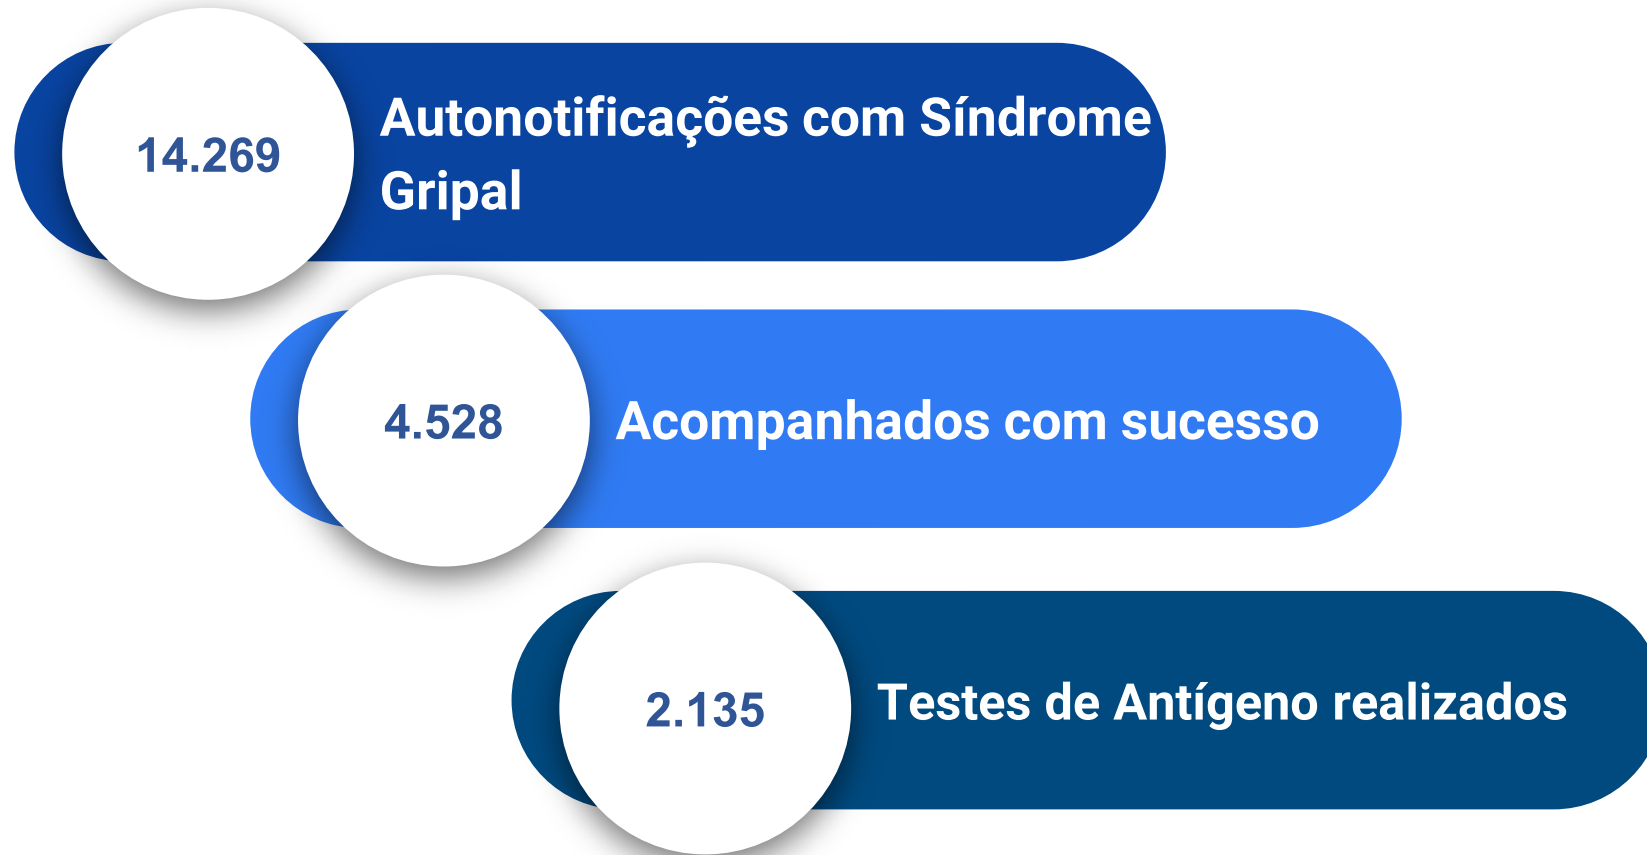 14.269
Autonotificações com Síndrome
Gripal
4.528
Acompanhados com sucesso
2.135
Testes de Antígeno realizados